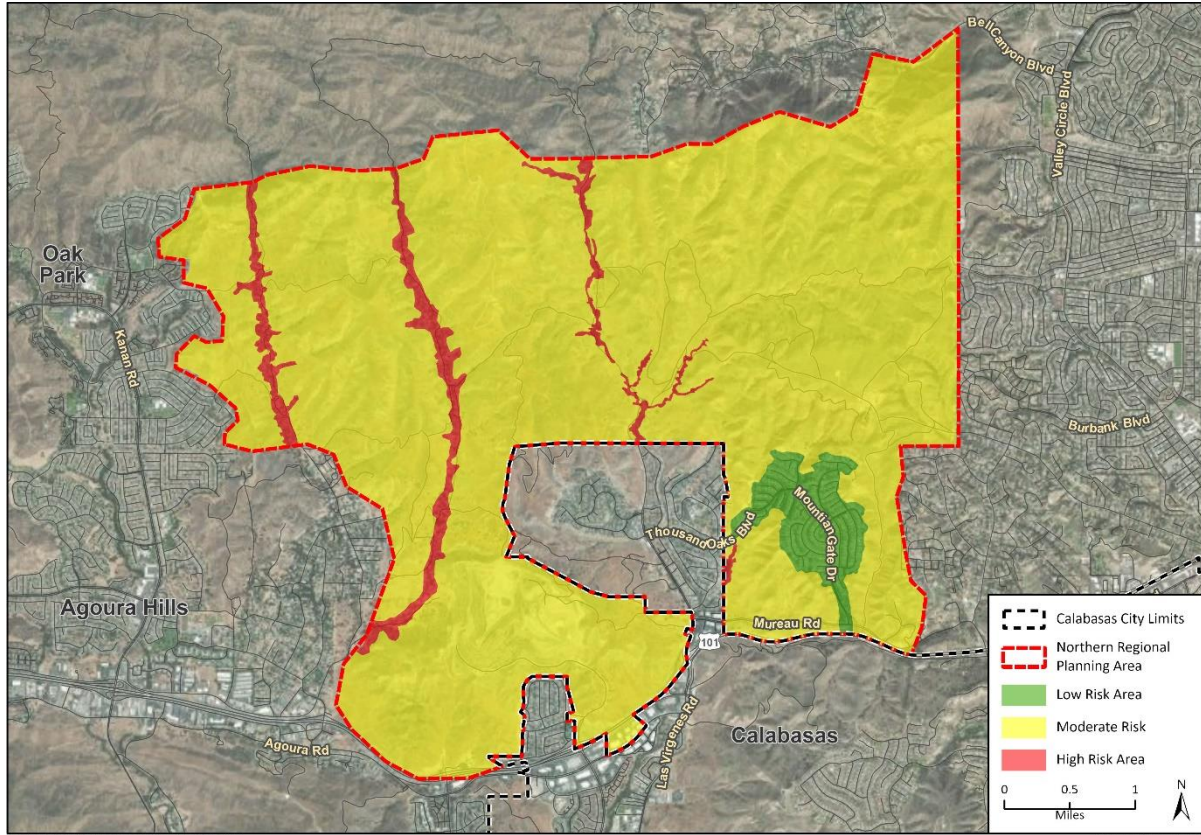 Bell Canyon Blvd
Valley Circle Blvd
Oak
Park
Kanan Rd
Burbank Blvd
Mountian Gate Dr
Thousand Oaks Blvd
Agoura Hills
Mureau Rd
101
Agoura Rd
Las Virgenes Rd
Calabasas
Calabasas City Limits
Northern Regional
Planning Area
Low Risk Area
Moderate Risk
High Risk Area
0 0.5 1
Miles
N